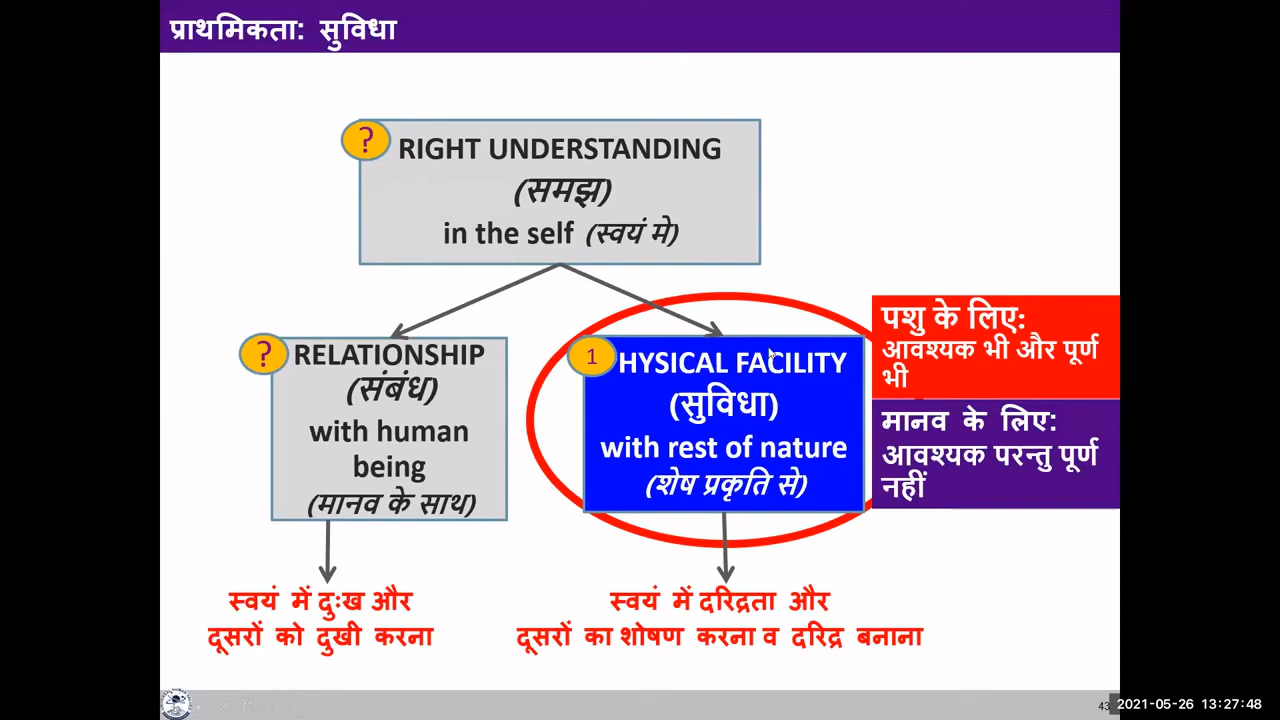 प्राथमिकता: सुविधा
?
RIGHT UNDERSTANDING
(समझ)
in the self (स्वयं मे)
?
RELATIONSHIP
(संबंध)
with human
being
(मानव के साथ)
1
HYSICAL FACILITY
(सुविधा)
with rest of nature
(शेष प्रकृति से)
पशु के लिए:
आवश्यक भी और पूर्ण
भी
मानव के लिए:
आवश्यक परन्तु पूर्ण
नहीं
स्वयं में दुःख और
दूसरों को दुखी करना
स्वयं में दरिद्रता और
दूसरों का शोषण करना व दरिद्र बनाना
43
2021-05-26 13:27:48